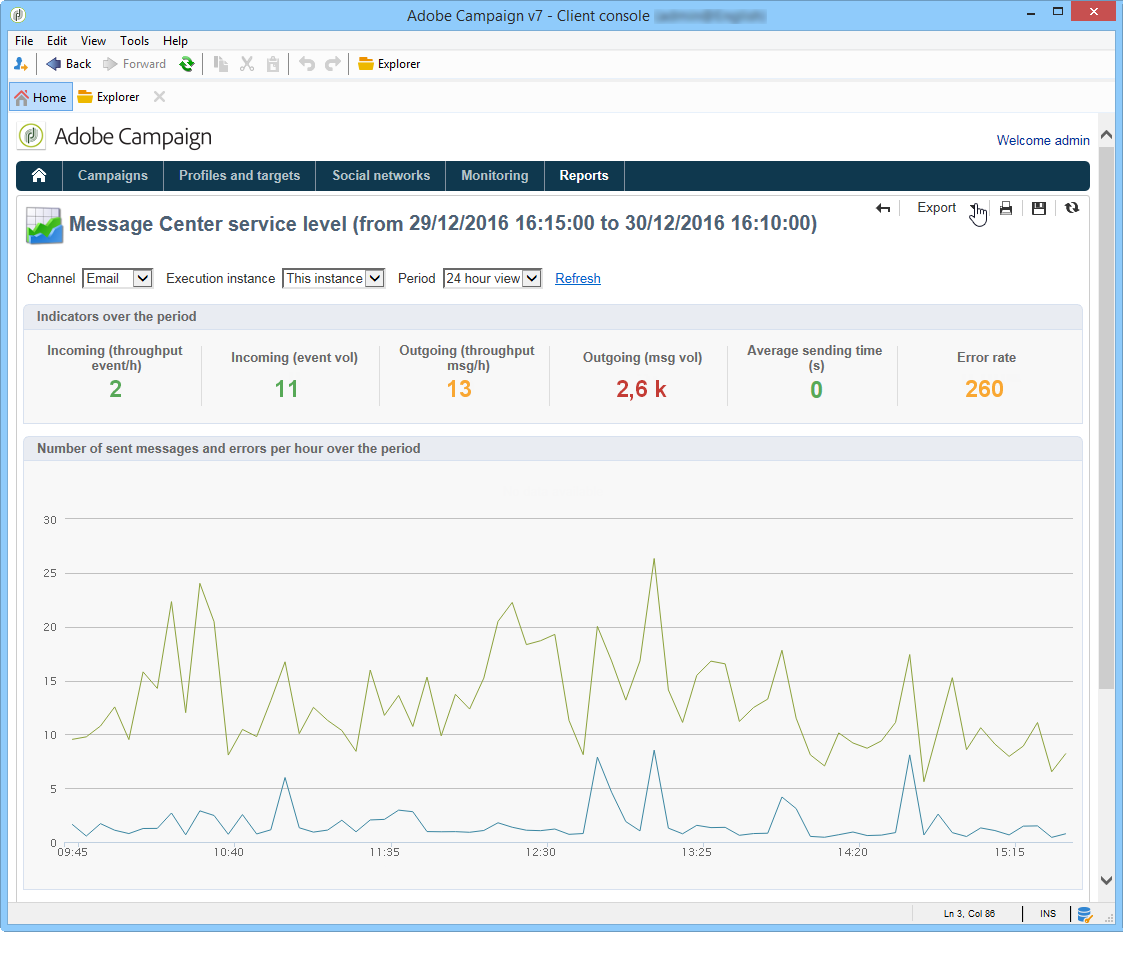 Adobe Campaign v7 - Client console
File Edit View Tools Help
Back Forward Explorer
Home Explorer
Adobe Campaign
Welcome admin
Campaigns Profiles and targets Social networks Monitoring Reports
Export
Message Center service level (from 29/12/2016 16:15:00 to 30/12/2016 16:10:00)
Channel Email Execution instance This instance Period 24 hour view Refresh
Indicators over the period
Incoming (throughput
event/h)
2
Incoming (event vol)
11
Outgoing (throughput
msg/h)
13
Outgoing (msg vol)
2,6 k
Average sending time
(s)
0
Error rate
260
Number of sent messages and errors per hour over the period
30
25
20
15
10
5
0
09:45 10:40 11:35 12:30 13:25 14:20 15:15
Ln 3, Col 86 INS